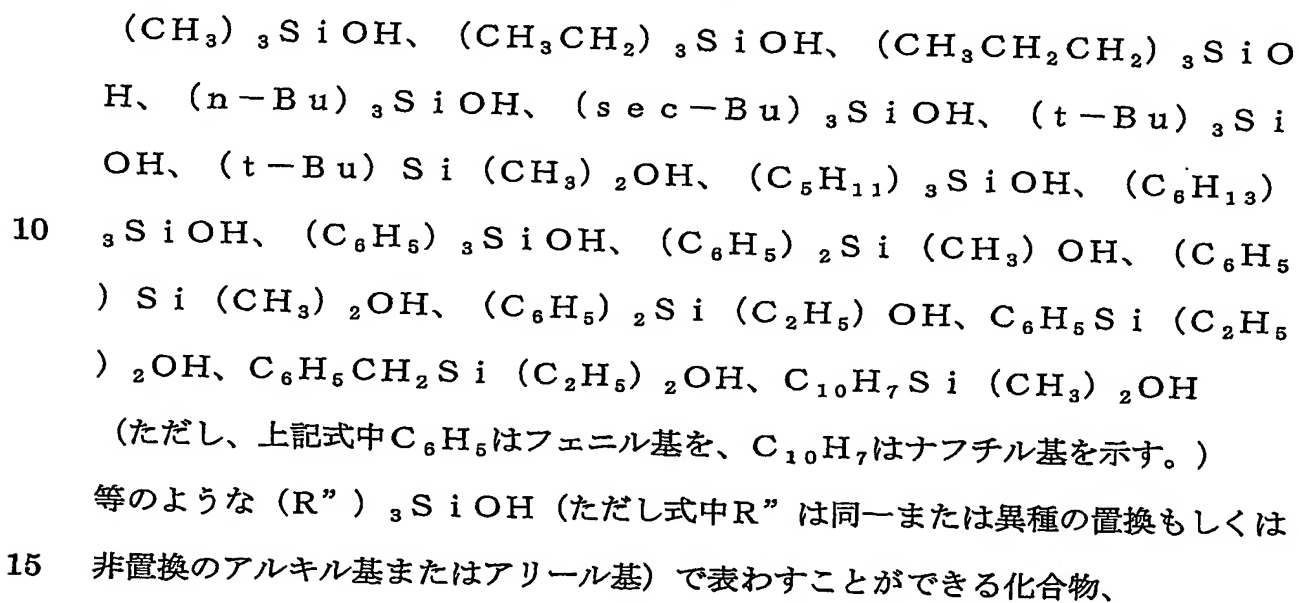 (CH₃)₃SiOH、(CH₃CH₂)₃SiOH、(CH₃CH₂CH₂)₃SiO
H、(n-Bu)₃SiOH、(sec-Bu)₃SiOH、(t-Bu)₃Si
OH、(t-Bu)Si(CH₃)₂OH、(C₅H₁₁)₃SiOH、(C₆H₁₃)
10 ₃SiOH、(C₆H₅)₃SiOH、(C₆H₅)₂Si(CH₃)OH、(C₆H₅
)Si(CH₃)₂OH、(C₆H₅)₂Si(C₂H₅)OH、C₆H₅Si(C₂H₅
)₂OH、C₆H₅CH₂Si(C₂H₅)₂OH、C₁₀H₇Si(CH₃)₂OH
(ただし、上記式中C₆H₅はフェニル基を、C₁₀H₇はナフチル基を示す。)
等のような(R”)₃SiOH(ただし式中R”は同一または異種の置換もしくは
15 非置換のアルキル基またはアリール基)で表わすことができる化合物、